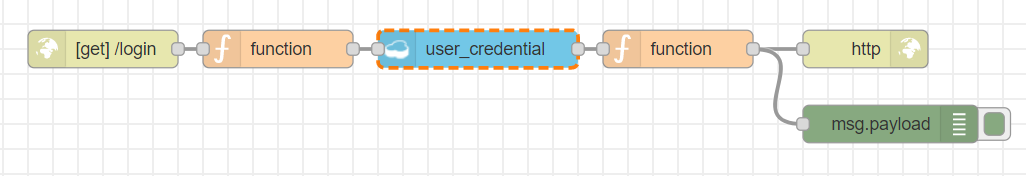 [get] /login
function
user_credential
function
http
msg.payload